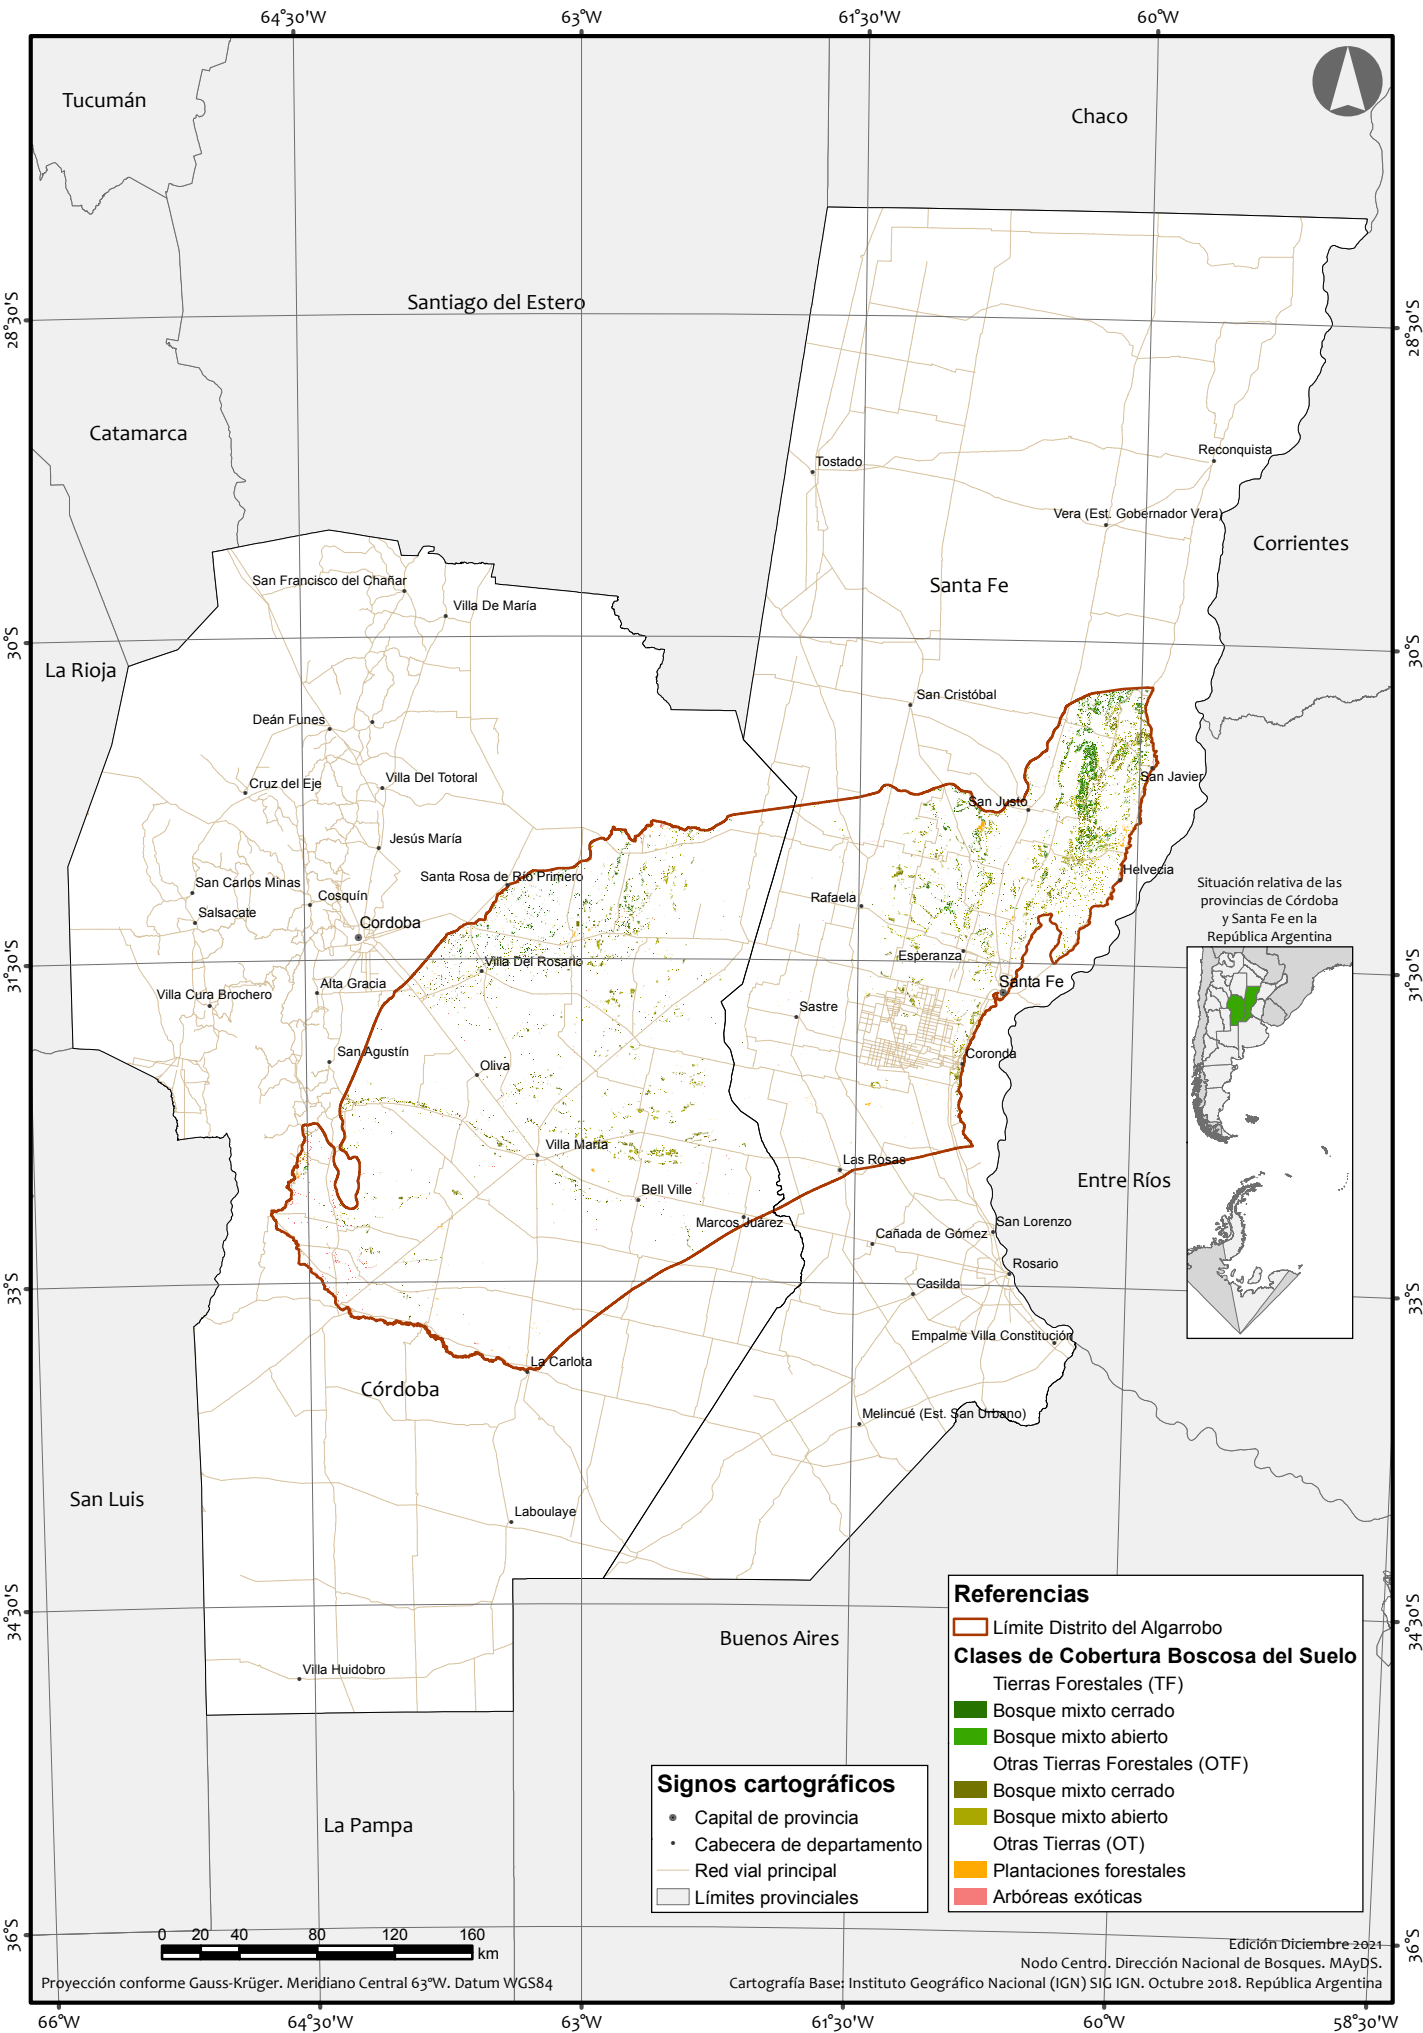 64°30'W
63°W
61°30'W
60°W
Tucumán
Chaco
Santiago del Estero
28°30'S
28°30'S
Catamarca
Reconquista
Tostado
Vera (Est. Gobernador Vera)
Corrientes
San Francisco del Chañar
Santa Fe
Villa De María
30°S
30°S
La Rioja
San Cristóbal
Deán Funes
Cruz del Eje
Villa Del Totoral
San Javier
San Justo
Jesús María
Santa Rosa de Río Primero
Helvecia
San Carlos Minas
Cosquín
Rafaela
Salsacate
Cordoba
Situación relativa de las
provincias de Córdoba
y Santa Fe en la
República Argentina
Esperanza
31°30'S
31°30'S
Villa Del Rosario
Alta Gracia
Santa Fe
Villa Cura Brochero
Sastre
San Agustín
Coronda
Oliva
Villa María
Las Rosas
Entre Ríos
Bell Ville
Marcos Juárez
San Lorenzo
Cañada de Gómez
Rosario
33°S
33°S
Casilda
Empalme Villa Constitución
La Carlota
Córdoba
Melincué (Est. San Urbano)
San Luis
Laboulaye
34°30'S
34°30'S
Buenos Aires
Villa Huidobro
La Pampa
Referencias
Límite Distrito del Algarrobo
Clases de Cobertura Boscosa del Suelo
Tierras Forestales (TF)
Bosque mixto cerrado
Bosque mixto abierto
Otras Tierras Forestales (OTF)
Bosque mixto cerrado
Bosque mixto abierto
Otras Tierras (OT)
Plantaciones forestales
Arbóreas exóticas
Signos cartográficos
Capital de provincia
Cabecera de departamento
Red vial principal
Límites provinciales
36°S
36°S
0 20 40 80 120 160
km
Proyección conforme Gauss-Krüger. Meridiano Central 63°W. Datum WGS84
Edición Diciembre 2021
Nodo Centro. Dirección Nacional de Bosques. MAyDS.
Cartografía Base: Instituto Geográfico Nacional (IGN) SIG IGN. Octubre 2018. República Argentina
66°W
64°30'W
63°W
61°30'W
60°W
58°30'W